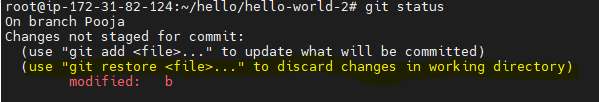 root@ip-172-31-82-124:~/hello/hello-world-2# git status
On branch Pooja
Changes not staged for commit:
  (use "git add <file>..." to update what will be committed)
  (use "git restore <file>..." to discard changes in working directory)
        modified:   b